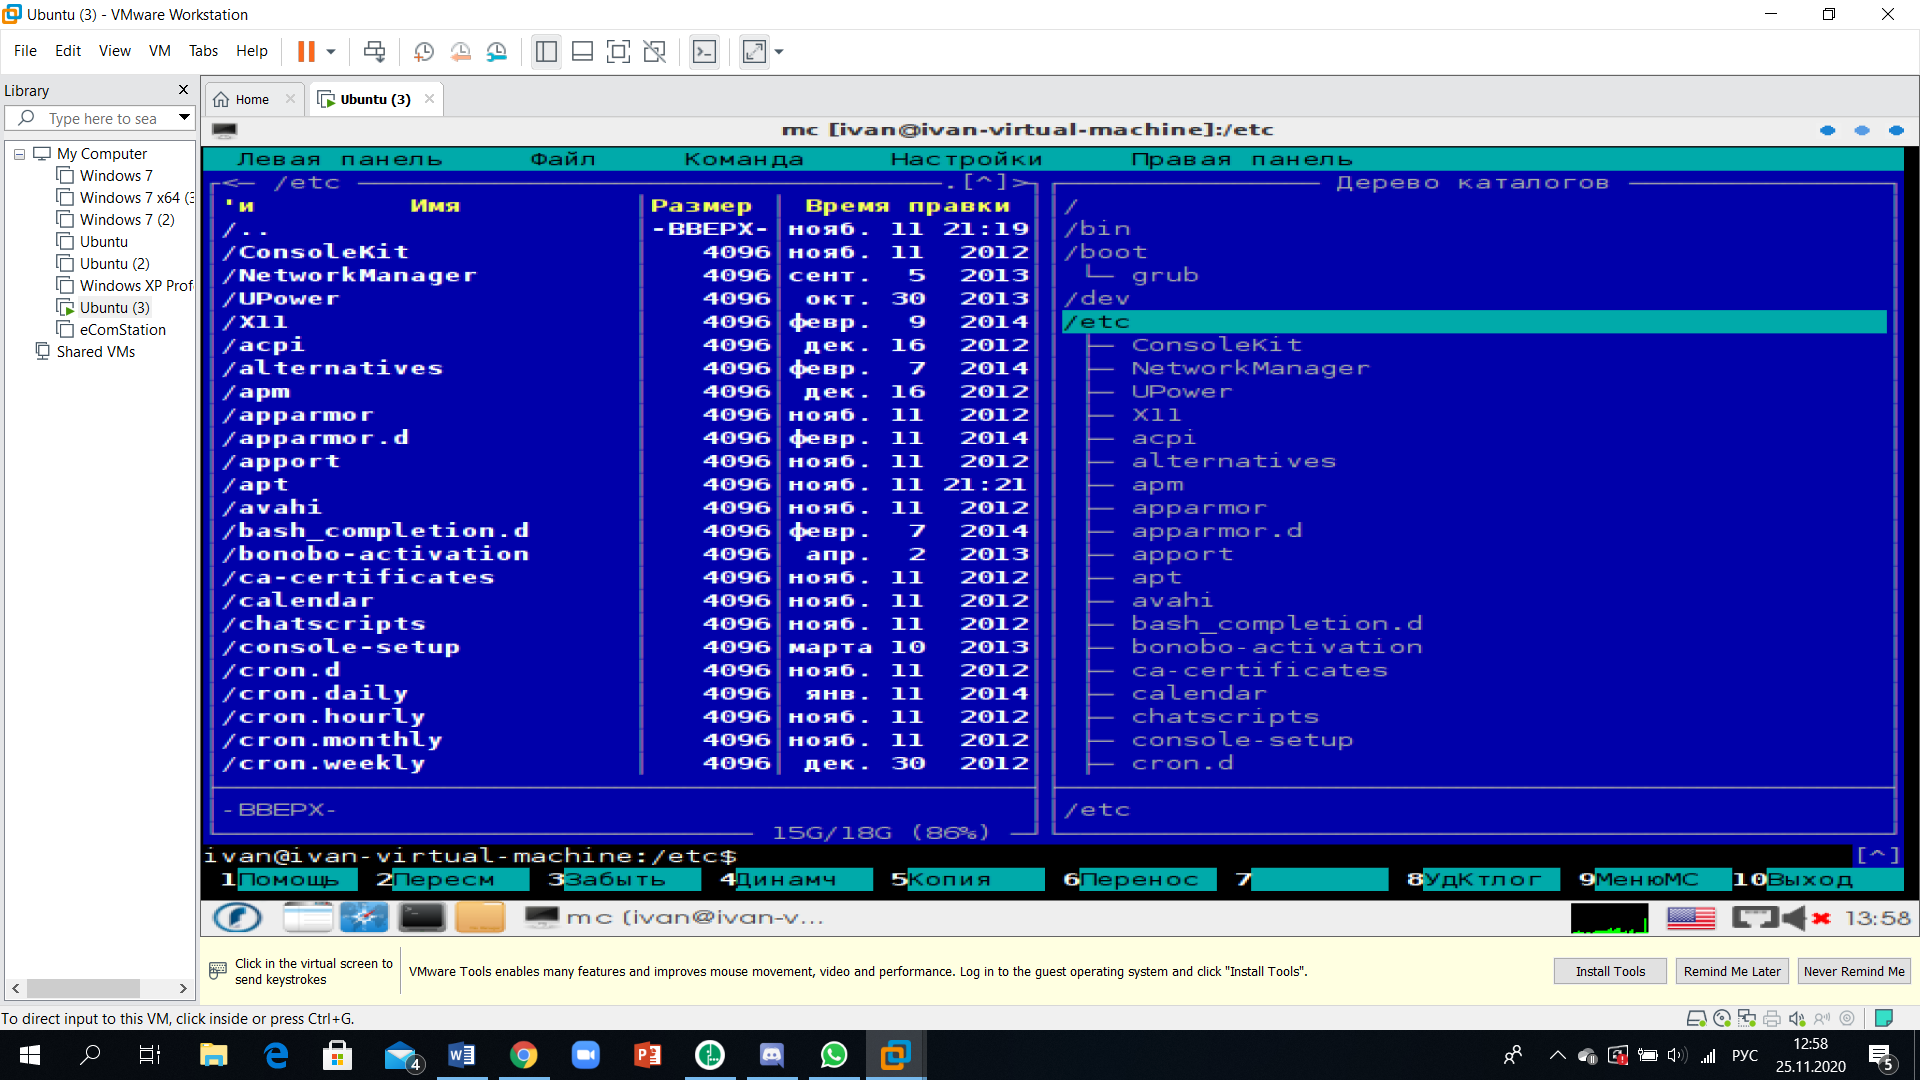 Ubuntu (3) - VMware Workstation
File Edit View VM Tabs Help
Library
Type here to sea
My Computer
Windows 7
Windows 7 x64 (3
Windows 7 (2)
Ubuntu
Ubuntu (2)
Windows XP Prof
Ubuntu (3)
eComStation
Shared VMs
Home
Ubuntu (3)
mc [ivan@ivan-virtual-machine]:/etc
Левая панель Файл Команда Настройки Правая панель
<— /etc .[^]>
'и Имя Размер Время правки
/.. -ВВЕРХ- нояб. 11 21:19
/ConsoleKit 4096 нояб. 11 2012
/NetworkManager 4096 сент. 5 2013
/UPower 4096 окт. 30 2013
/X11 4096 февр. 9 2014
/acpi 4096 дек. 16 2012
/alternatives 4096 февр. 7 2014
/apm 4096 дек. 16 2012
/apparmor 4096 нояб. 11 2012
/apparmor.d 4096 февр. 11 2014
/apport 4096 нояб. 11 2012
/apt 4096 нояб. 11 21:21
/avahi 4096 нояб. 11 2012
/bash_completion.d 4096 февр. 7 2014
/bonobo-activation 4096 апр. 2 2013
/ca-certificates 4096 нояб. 11 2012
/calendar 4096 нояб. 11 2012
/chatscripts 4096 нояб. 11 2012
/console-setup 4096 марта 10 2013
/cron.d 4096 нояб. 11 2012
/cron.daily 4096 янв. 11 2014
/cron.hourly 4096 нояб. 11 2012
/cron.monthly 4096 нояб. 11 2012
/cron.weekly 4096 дек. 30 2012
-ВВЕРХ-
15G/18G (86%)
Дерево каталогов
/
/bin
/boot
grub
/dev
/etc
ConsoleKit
NetworkManager
UPower
X11
acpi
alternatives
apm
apparmor
apparmor.d
apport
apt
avahi
bash_completion.d
bonobo-activation
ca-certificates
calendar
chatscripts
console-setup
cron.d
/etc
ivan@ivan-virtual-machine:/etc$ [^]
1Помощь 2Пересм 3Забыть 4Динамч 5Копия 6Перенос 7 8УдКтлог 9МенюМС 10Выход
mc (ivan@ivan-v... 13:58
Click in the virtual screen to
send keystrokes
VMware Tools enables many features and improves mouse movement, video and performance. Log in to the guest operating system and click "Install Tools".
Install Tools
Remind Me Later
Never Remind Me
To direct input to this VM, click inside or press Ctrl+G.
4
РУС
12:58
25.11.2020
5